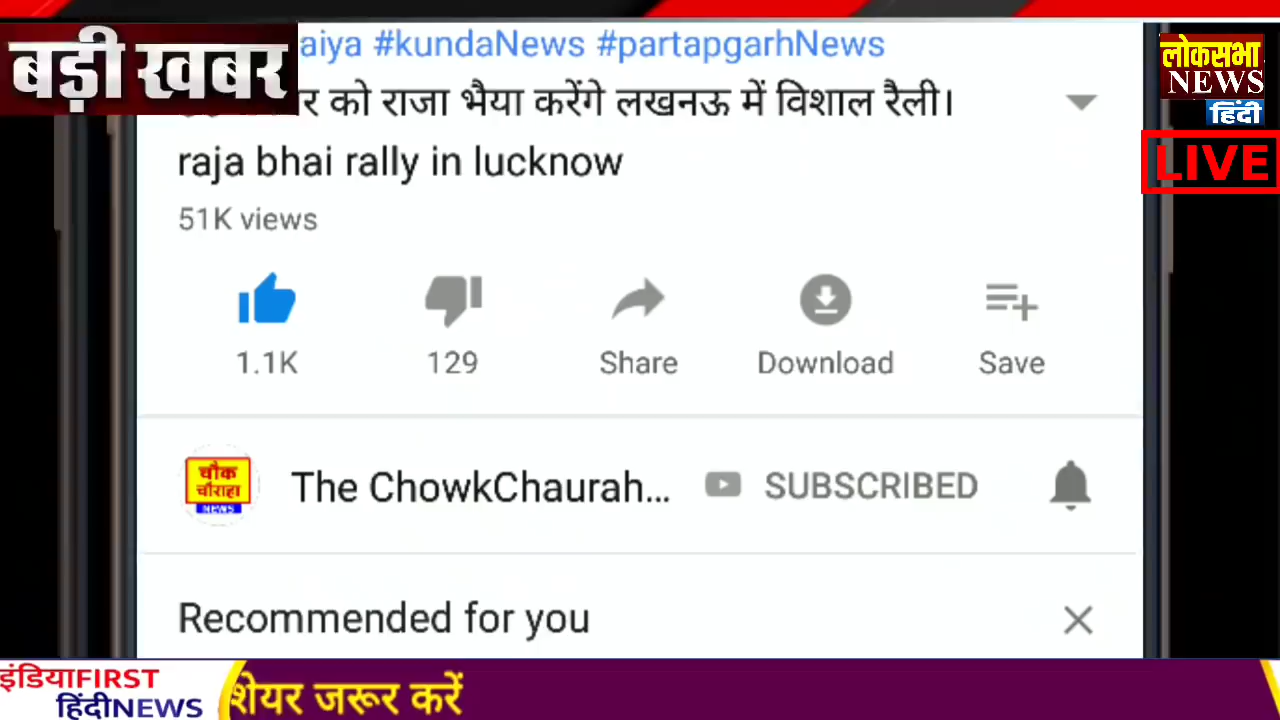 बड़ी खबर
aiya #kundaNews #partapgarhNews
लोकसभा
NEWS
हिंदी
LIVE
र को राजा भैया करेंगे लखनऊ में विशाल रैली।
raja bhai rally in lucknow
51K views
1.1K 129 Share Download Save
चौक
चौराहा
NEWS
The ChowkChaurah... SUBSCRIBED
Recommended for you
इंडियाFIRST
हिंदीNEWS
शेयर जरूर करें